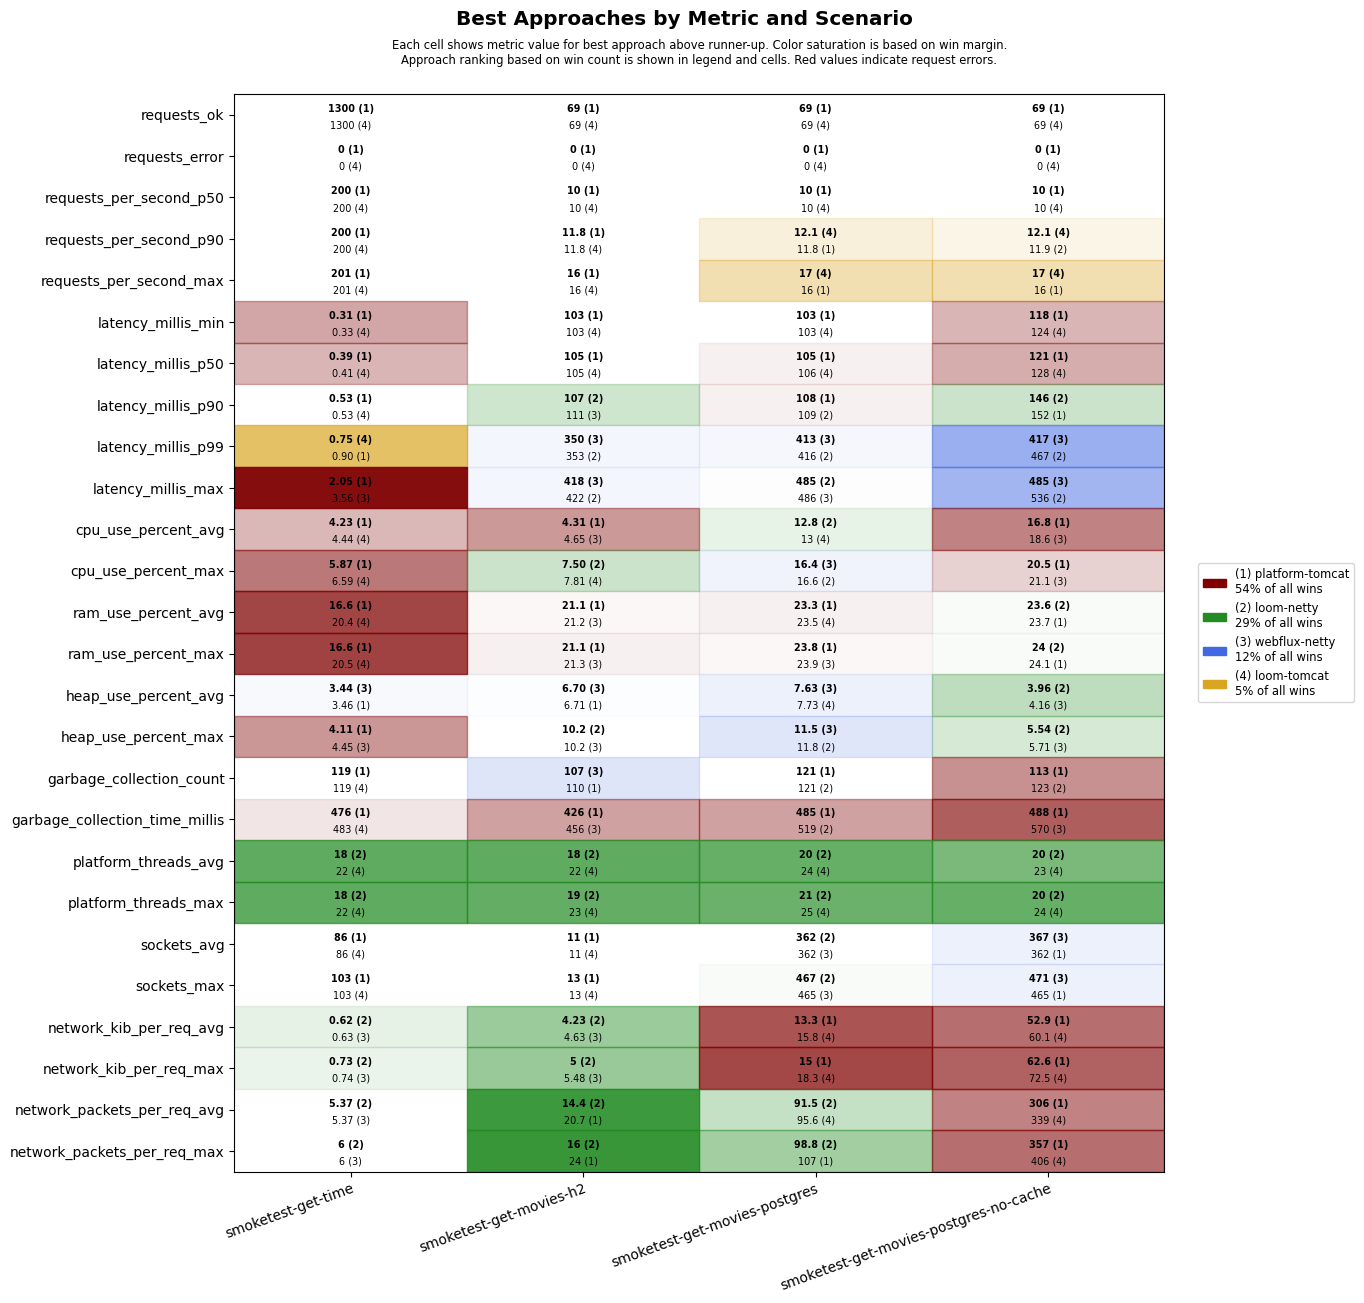 Best Approaches by Metric and Scenario
Each cell shows metric value for best approach above runner-up. Color saturation is based on win margin.
Approach ranking based on win count is shown in legend and cells. Red values indicate request errors.
requests_ok
1300 (1) 69 (1) 69 (1) 69 (1)
1300 (4) 69 (4) 69 (4) 69 (4)
requests_error
0 (1) 0 (1) 0 (1) 0 (1)
0 (4) 0 (4) 0 (4) 0 (4)
requests_per_second_p50
200 (1) 10 (1) 10 (1) 10 (1)
200 (4) 10 (4) 10 (4) 10 (4)
requests_per_second_p90
200 (1) 11.8 (1) 12.1 (4) 12.1 (4)
200 (4) 11.8 (4) 11.8 (1) 11.9 (2)
requests_per_second_max
201 (1) 16 (1) 17 (4) 17 (4)
201 (4) 16 (4) 16 (1) 16 (1)
latency_millis_min
0.31 (1) 103 (1) 103 (1) 118 (1)
0.33 (4) 103 (4) 103 (4) 124 (4)
latency_millis_p50
0.39 (1) 105 (1) 105 (1) 121 (1)
0.41 (4) 105 (4) 106 (4) 128 (4)
latency_millis_p90
0.53 (1) 107 (2) 108 (1) 146 (2)
0.53 (4) 111 (3) 109 (2) 152 (1)
latency_millis_p99
0.75 (4) 350 (3) 413 (3) 417 (3)
0.90 (1) 353 (2) 416 (2) 467 (2)
latency_millis_max
2.05 (1) 418 (3) 485 (2) 485 (3)
3.56 (3) 422 (2) 486 (3) 536 (2)
cpu_use_percent_avg
4.23 (1) 4.31 (1) 12.8 (2) 16.8 (1)
4.44 (4) 4.65 (3) 13 (4) 18.6 (3)
cpu_use_percent_max
5.87 (1) 7.50 (2) 16.4 (3) 20.5 (1)
6.59 (4) 7.81 (4) 16.6 (2) 21.1 (3)
ram_use_percent_avg
16.6 (1) 21.1 (1) 23.3 (1) 23.6 (2)
20.4 (4) 21.2 (3) 23.5 (4) 23.7 (1)
ram_use_percent_max
16.6 (1) 21.1 (1) 23.8 (1) 24 (2)
20.5 (4) 21.3 (3) 23.9 (3) 24.1 (1)
heap_use_percent_avg
3.44 (3) 6.70 (3) 7.63 (3) 3.96 (2)
3.46 (1) 6.71 (1) 7.73 (4) 4.16 (3)
heap_use_percent_max
4.11 (1) 10.2 (2) 11.5 (3) 5.54 (2)
4.45 (3) 10.2 (3) 11.8 (2) 5.71 (3)
garbage_collection_count
119 (1) 107 (3) 121 (1) 113 (1)
119 (4) 110 (1) 121 (2) 123 (2)
garbage_collection_time_millis
476 (1) 426 (1) 485 (1) 488 (1)
483 (4) 456 (3) 519 (2) 570 (3)
platform_threads_avg
18 (2) 18 (2) 20 (2) 20 (2)
22 (4) 22 (4) 24 (4) 23 (4)
platform_threads_max
18 (2) 19 (2) 21 (2) 20 (2)
22 (4) 23 (4) 25 (4) 24 (4)
sockets_avg
86 (1) 11 (1) 362 (2) 367 (3)
86 (4) 11 (4) 362 (3) 362 (1)
sockets_max
103 (1) 13 (1) 467 (2) 471 (3)
103 (4) 13 (4) 465 (3) 465 (1)
network_kib_per_req_avg
0.62 (2) 4.23 (2) 13.3 (1) 52.9 (1)
0.63 (3) 4.63 (3) 15.8 (4) 60.1 (4)
network_kib_per_req_max
0.73 (2) 5 (2) 15 (1) 62.6 (1)
0.74 (3) 5.48 (3) 18.3 (4) 72.5 (4)
network_packets_per_req_avg
5.37 (2) 14.4 (2) 91.5 (2) 306 (1)
5.37 (3) 20.7 (1) 95.6 (4) 339 (4)
network_packets_per_req_max
6 (2) 16 (2) 98.8 (2) 357 (1)
6 (3) 24 (1) 107 (1) 406 (4)
smoketest-get-time
smoketest-get-movies-h2
smoketest-get-movies-postgres
smoketest-get-movies-postgres-no-cache
(1) platform-tomcat
54% of all wins
(2) loom-netty
29% of all wins
(3) webflux-netty
12% of all wins
(4) loom-tomcat
5% of all wins